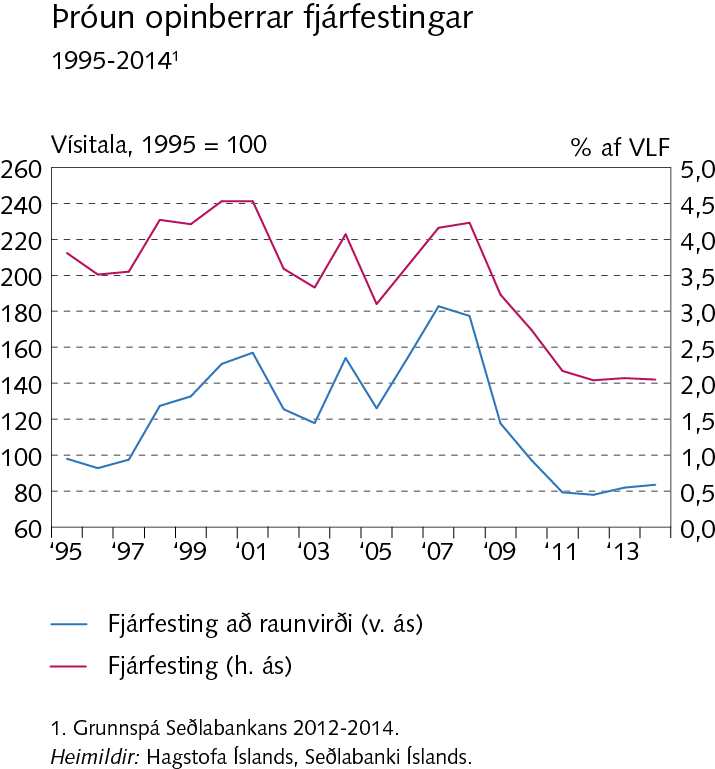 Þróun opinberrar fjárfestingar
1995-2014¹
Vísitala, 1995 = 100
% af VLF
260 5,0
240 4,5
220 4,0
200 3,5
180 3,0
160 2,5
140 2,0
120 1,5
100 1,0
80 0,5
60 0,0
‘95 ‘97 ‘99 ‘01 ‘03 ‘05 ‘07 ‘09 ‘11 ‘13
Fjárfesting að raunvirði (v. ás)
Fjárfesting (h. ás)
1. Grunnspá Seðlabankans 2012-2014.
Heimildir: Hagstofa Íslands, Seðlabanki Íslands.